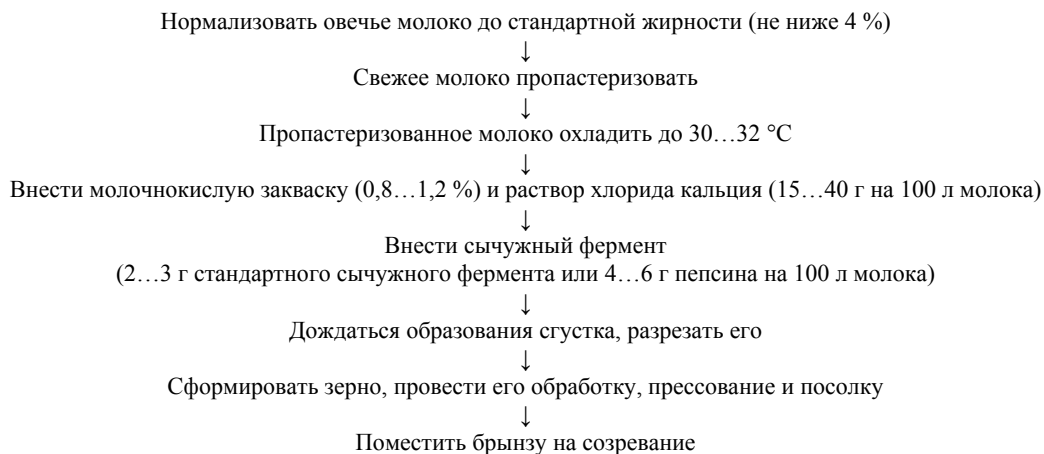 Нормализовать овечье молоко до стандартной жирности (не ниже 4 %)
↓
Свежее молоко пропастеризовать
↓
Пропастеризованное молоко охладить до 30…32 °С
↓
Внести молочнокислую закваску (0,8…1,2 %) и раствор хлорида кальция (15…40 г на 100 л молока)
↓
Внести сычужный фермент
(2…3 г стандартного сычужного фермента или 4…6 г пепсина на 100 л молока)
↓
Дождаться образования сгустка, разрезать его
↓
Сформировать зерно, провести его обработку, прессование и посолку
↓
Поместить брынзу на созревание